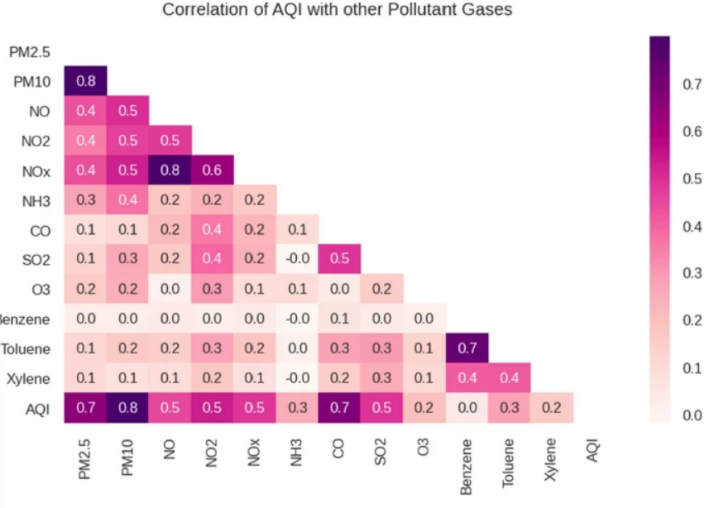 Correlation of AQI with other Pollutant Gases
PM2.5
PM10 0.8
NO 0.4 0.5
NO2 0.4 0.5 0.5
NOx 0.4 0.5 0.8 0.6
NH3 0.3 0.4 0.2 0.2 0.2
CO 0.1 0.1 0.2 0.4 0.2 0.1
SO2 0.1 0.3 0.2 0.4 0.2 -0.0 0.5
O3 0.2 0.2 0.0 0.3 0.1 0.1 0.0 0.2
enzene 0.0 0.0 0.0 0.0 0.0 -0.0 0.1 0.0 0.0
Toluene 0.1 0.2 0.2 0.3 0.2 0.0 0.3 0.3 0.1 0.7
Xylene 0.1 0.1 0.1 0.2 0.1 -0.0 0.2 0.3 0.1 0.4 0.4
AQI 0.7 0.8 0.5 0.5 0.5 0.3 0.7 0.5 0.2 0.0 0.3 0.2
PM2.5 PM10 NO NO2 NOx NH3 CO SO2 O3 Benzene Toluene Xylene AQI
0.7
0.6
0.5
0.4
0.3
0.2
0.1
0.0